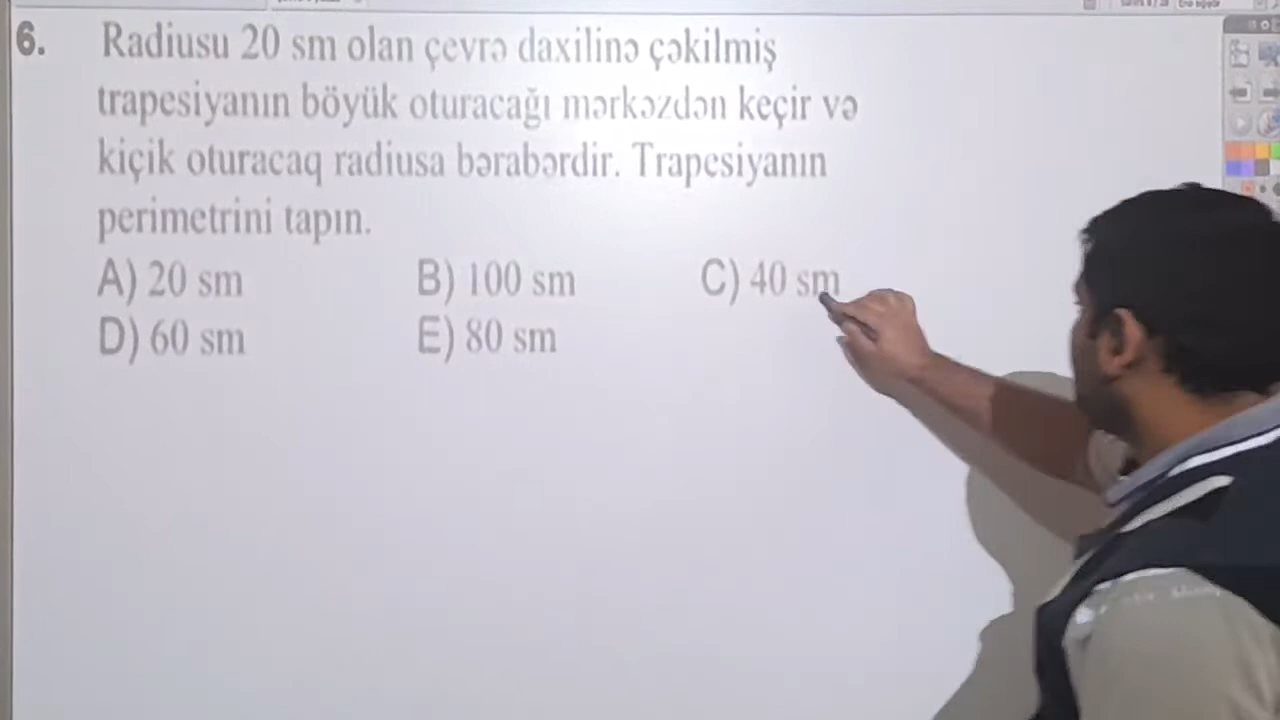 6. Radiusu 20 sm olan çevrə daxilinə çəkilmiş
trapesiyanın böyük oturacağı mərkəzdən keçir və
kiçik oturacaq radiusa bərabərdir. Trapesiyanın
perimetrini tapın.
A) 20 sm B) 100 sm C) 40 sm
D) 60 sm E) 80 sm